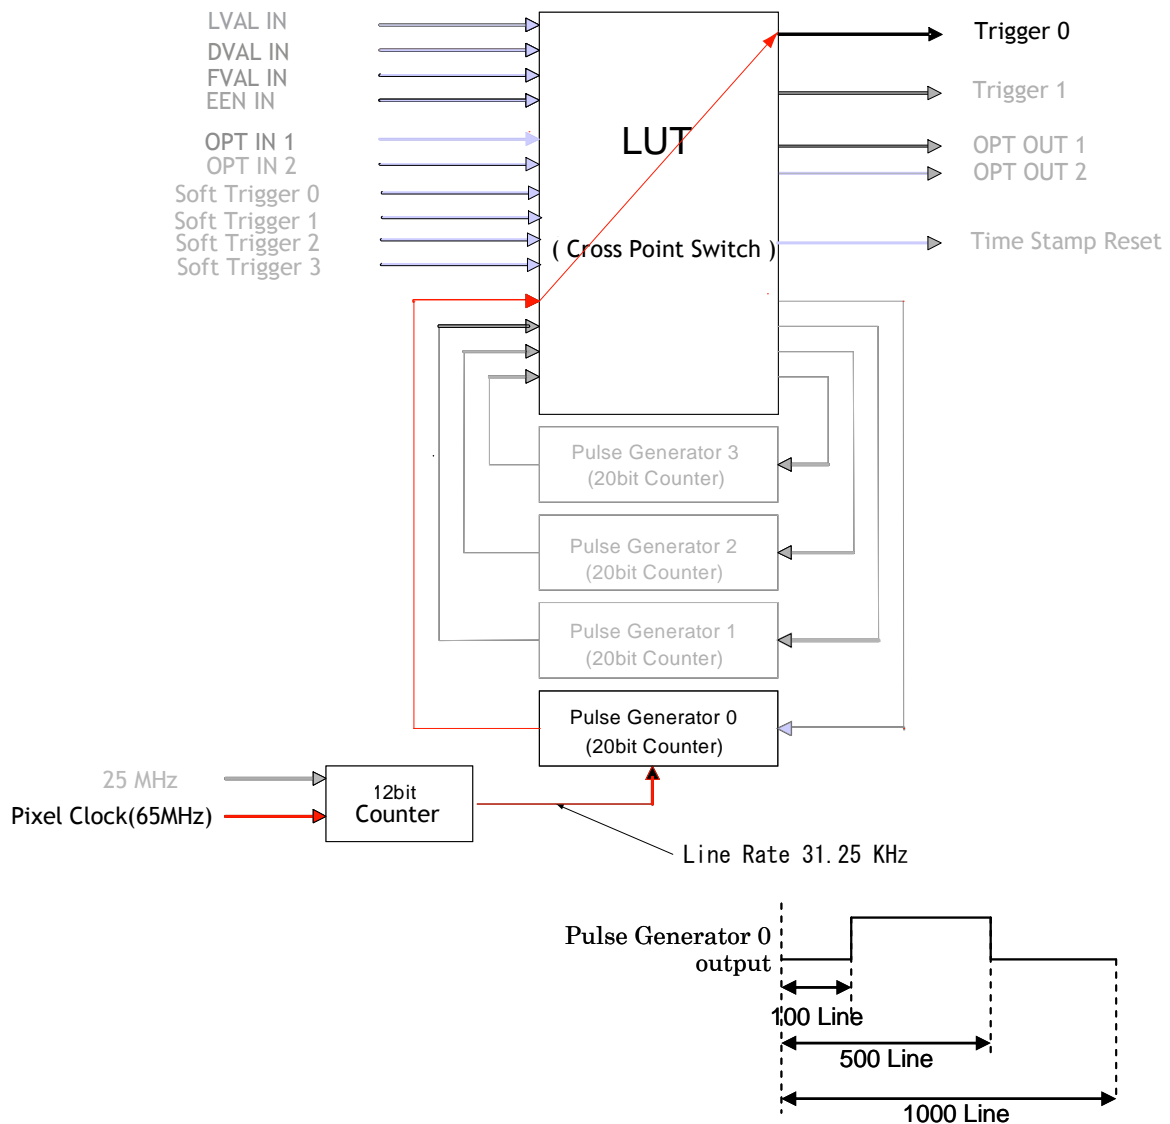 LVAL IN
DVAL IN
FVAL IN
EEN IN
OPT IN 1
OPT IN 2
Soft Trigger 0
Soft Trigger 1
Soft Trigger 2
Soft Trigger 3
LUT
( Cross Point Switch )
Trigger 0
Trigger 1
OPT OUT 1
OPT OUT 2
Time Stamp Reset
Pulse Generator 3
(20bit Counter)
Pulse Generator 2
(20bit Counter)
Pulse Generator 1
(20bit Counter)
Pulse Generator 0
(20bit Counter)
25 MHz
Pixel Clock(65MHz)
12bit
Counter
Line Rate 31.25 KHz
Pulse Generator 0
output
100 Line
500 Line
1000 Line